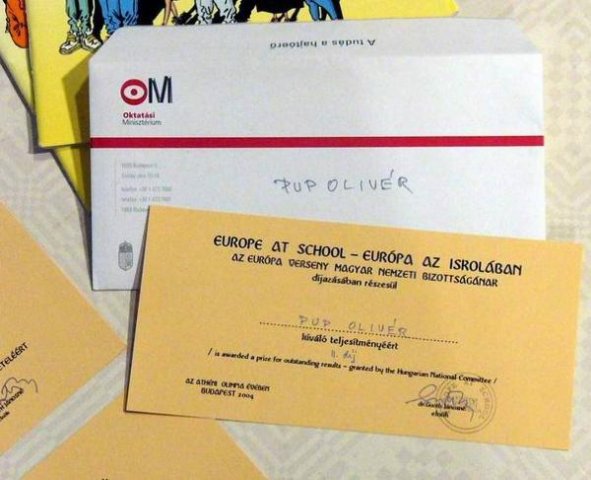 A tudás a hajtóerő
OM
Oktatási
Minisztérium
PUP OLIVÉR
EUROPE AT SCHOOL – EURÓPA AZ ISKOLÁBAN
AZ EURÓPA VERSENY MAGYAR NEMZETI BIZOTTSÁGÁNAK
díjazásában részesül
PUP OLIVÉR
kiváló teljesítményéért
II. díj
/ is awarded a prize for outstanding results – granted by the Hungarian National Committee /
AZ ATHÉNI OLIMPIA ÉVÉBEN
BUDAPEST 2004
elnök